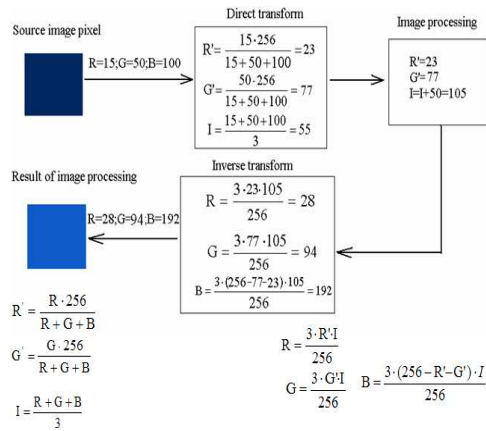 Direct transform
Image processing
Source image pixel
R=15;G=50;B=100
R'= 15·256 / 15+50+100 =23
G'= 50·256 / 15+50+100 = 77
I= 15+50+100 / 3 =55
R'=23
G'=77
I=I+50=105
Inverse transform
Result of image processing
R=28;G=94;B=192
R = 3·23·105 / 256 = 28
G = 3·77·105 / 256 = 94
B = 3·(256-77-23)·105 / 256 =192
R' = R·256 / R+G+B
G' = G·256 / R+G+B
I = R+G+B / 3
R = 3·R'·I / 256
G = 3·G'·I / 256
B = 3·(256-R'-G')·I / 256